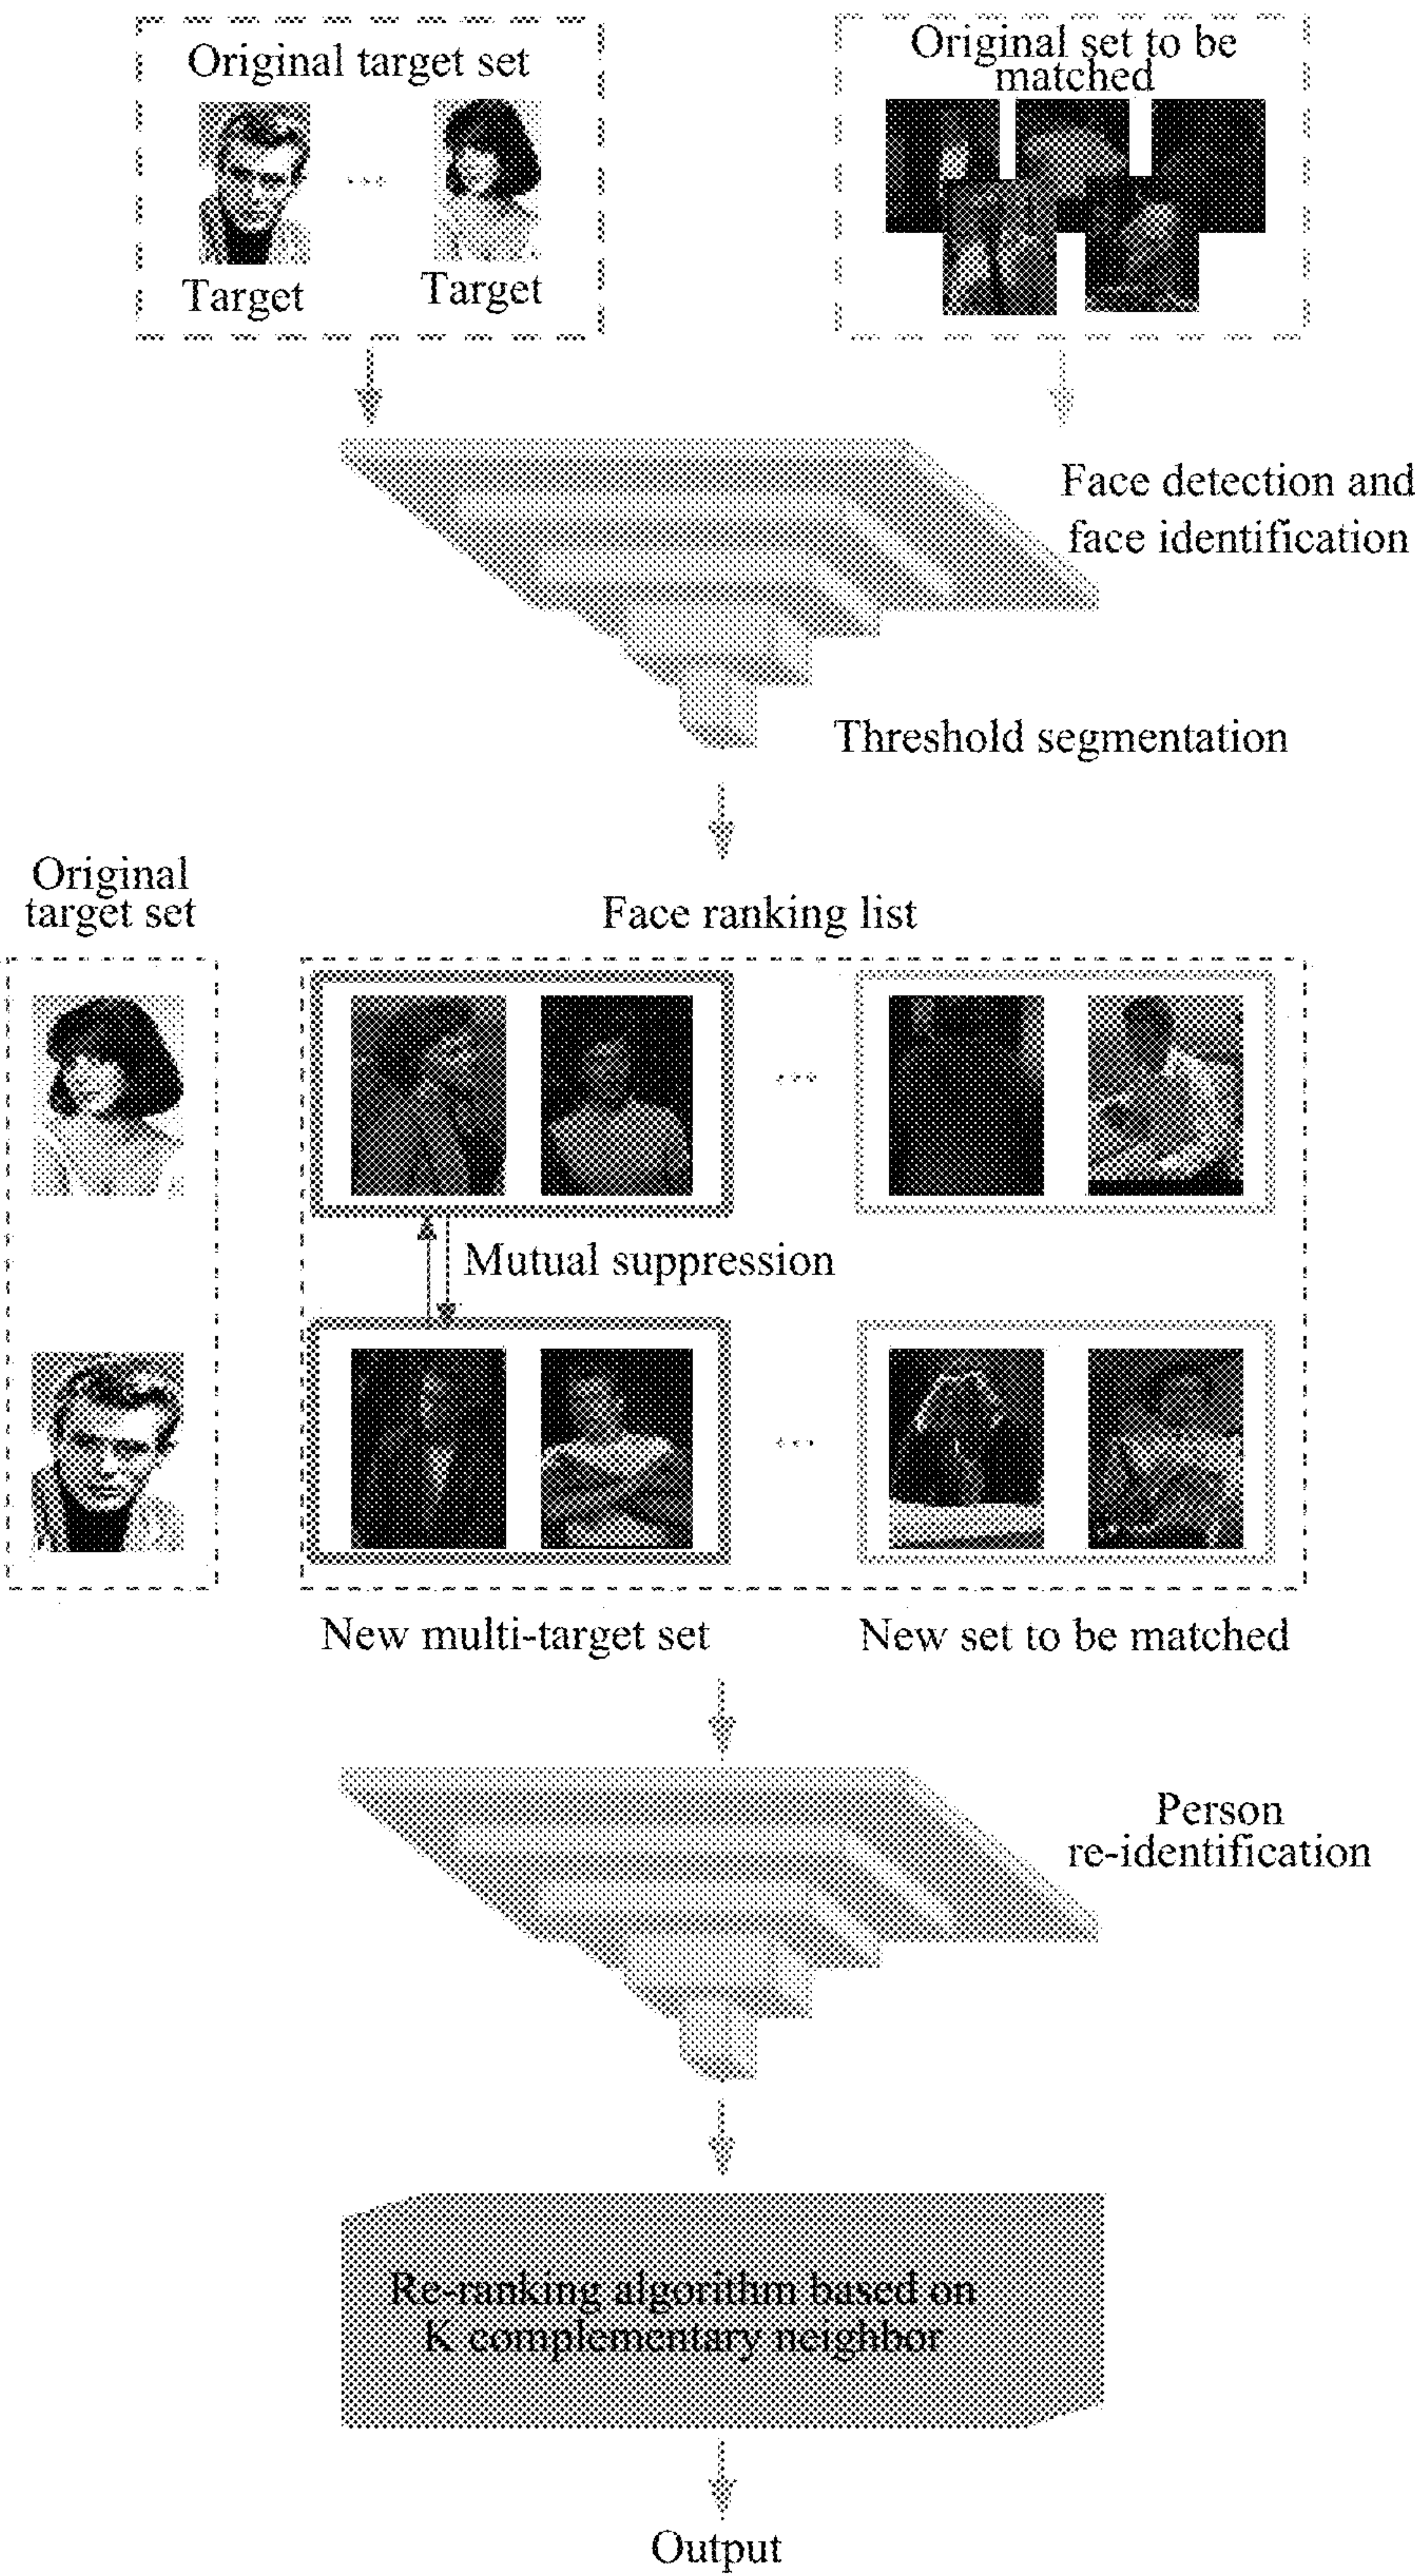 Original target set
Original set to be
matched
Target
Target
Face detection and
face identification
Threshold segmentation
Original
target set
Face ranking list
Mutual suppression
New multi-target set
New set to be matched
Person
re-identification
Re-ranking algorithm based on
K complementary neighbor
Output